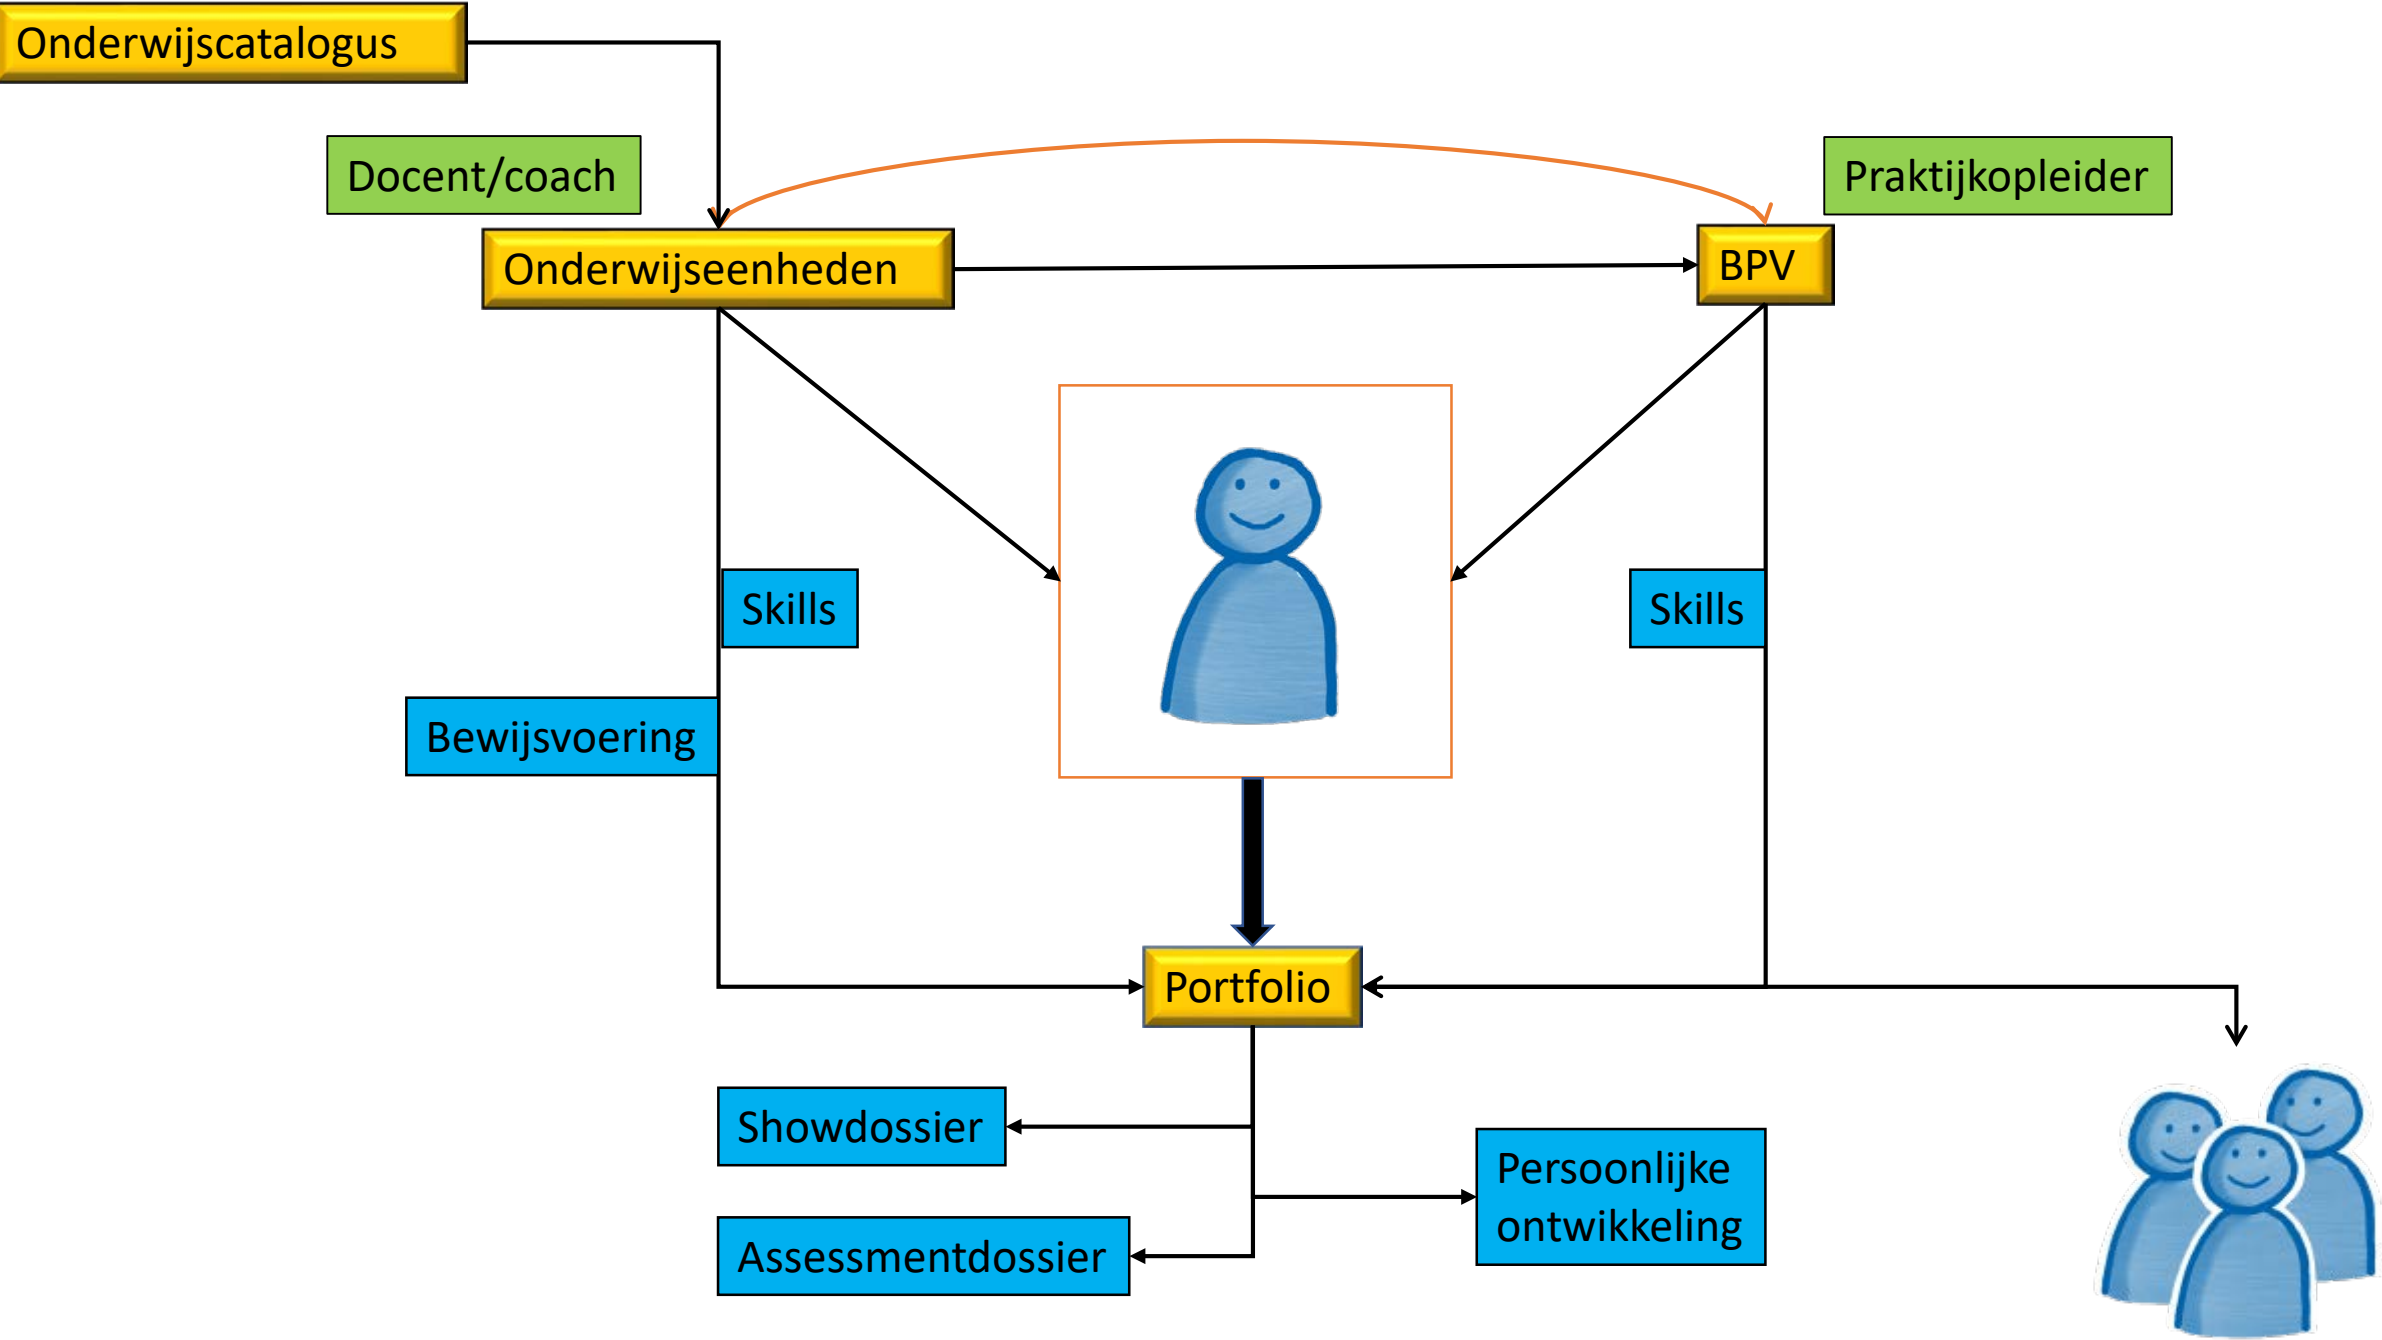 Onderwijscatalogus
Docent/coach
Praktijkopleider
Onderwijseenheden
BPV
Skills
Skills
Bewijsvoering
Portfolio
Showdossier
Persoonlijke
ontwikkeling
Assessmentdossier